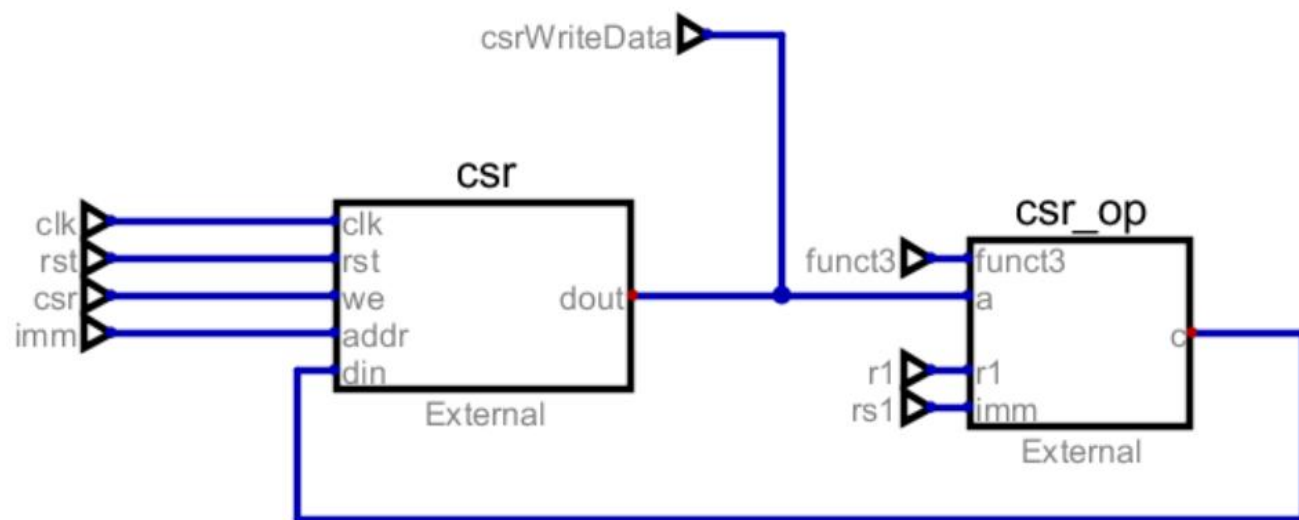 csrWriteData
csr
clk
clk
rst
rst
csr
we
imm
addr
din
dout
External
csr_op
funct3
funct3
a
c
r1
r1
rs1
imm
External